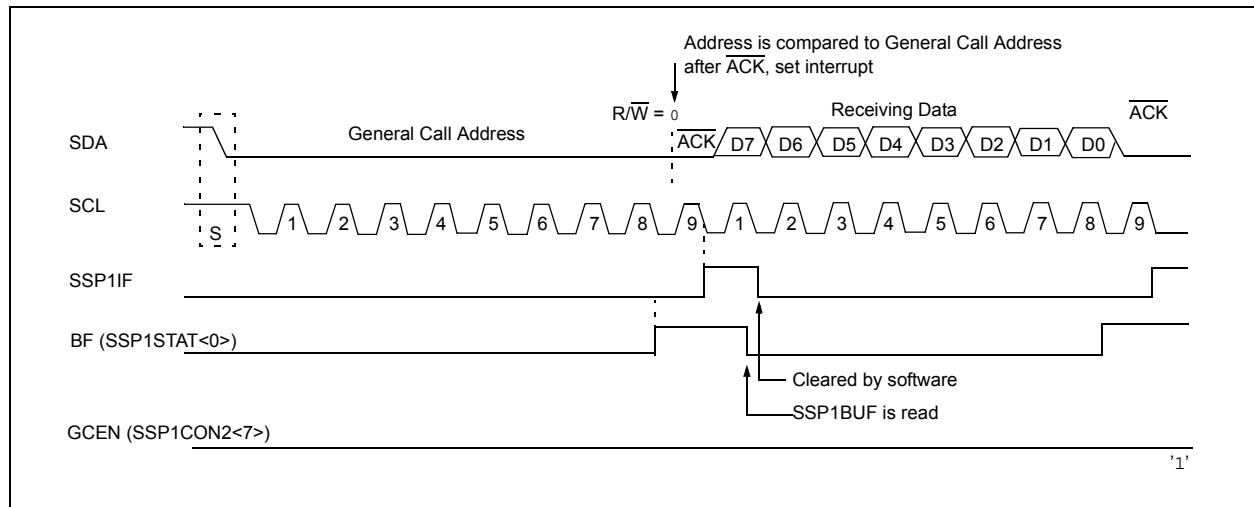 Address is compared to General Call Address
after ACK, set interrupt
R/W = 0
Receiving Data
ACK
SDA
General Call Address
ACK
D7 D6 D5 D4 D3 D2 D1 D0
SCL
S
1 2 3 4 5 6 7 8 9 1 2 3 4 5 6 7 8 9
SSP1IF
BF (SSP1STAT<0>)
Cleared by software
SSP1BUF is read
GCEN (SSP1CON2<7>)
'1'